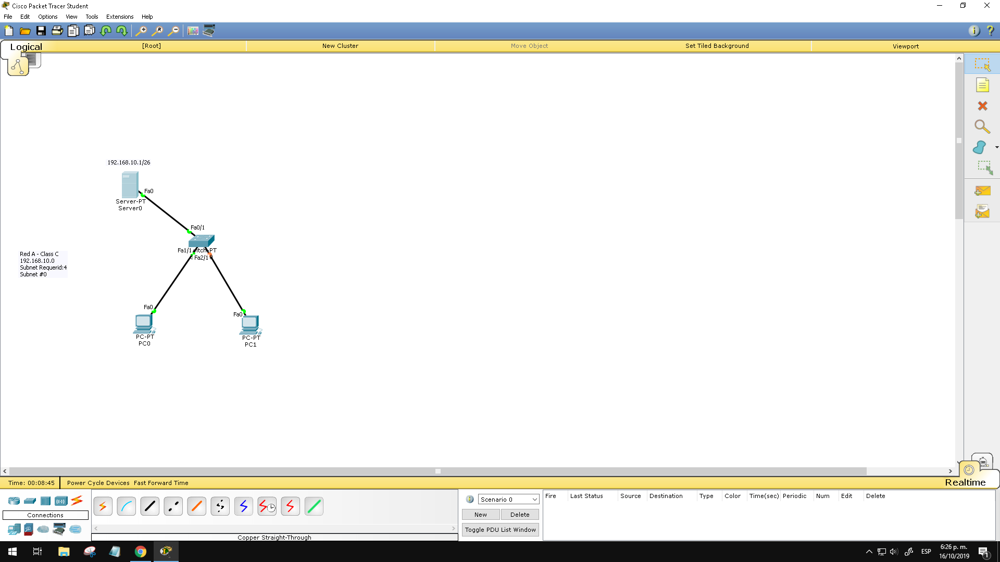 Cisco Packet Tracer Student
File Edit Options View Tools Extensions Help
Logical [Root] New Cluster Move Object Set Tiled Background Viewport
192.168.10.1/26
Fa0
Server-PT
Server0
Fa0/1
Fa1/1 witch-PT
Fa2/1
Red A - Class C
192.168.10.0
Subnet Requerid:4
Subnet #0
Fa0
PC-PT
PC0
Fa0
PC-PT
PC1
Time: 00:08:45 Power Cycle Devices Fast Forward Time
Realtime
Connections
Copper Straight-Through
Scenario 0
New Delete
Toggle PDU List Window
Fire Last Status Source Destination Type Color Time(sec) Periodic Num Edit Delete
ESP
6:26 p. m.
16/10/2019
1